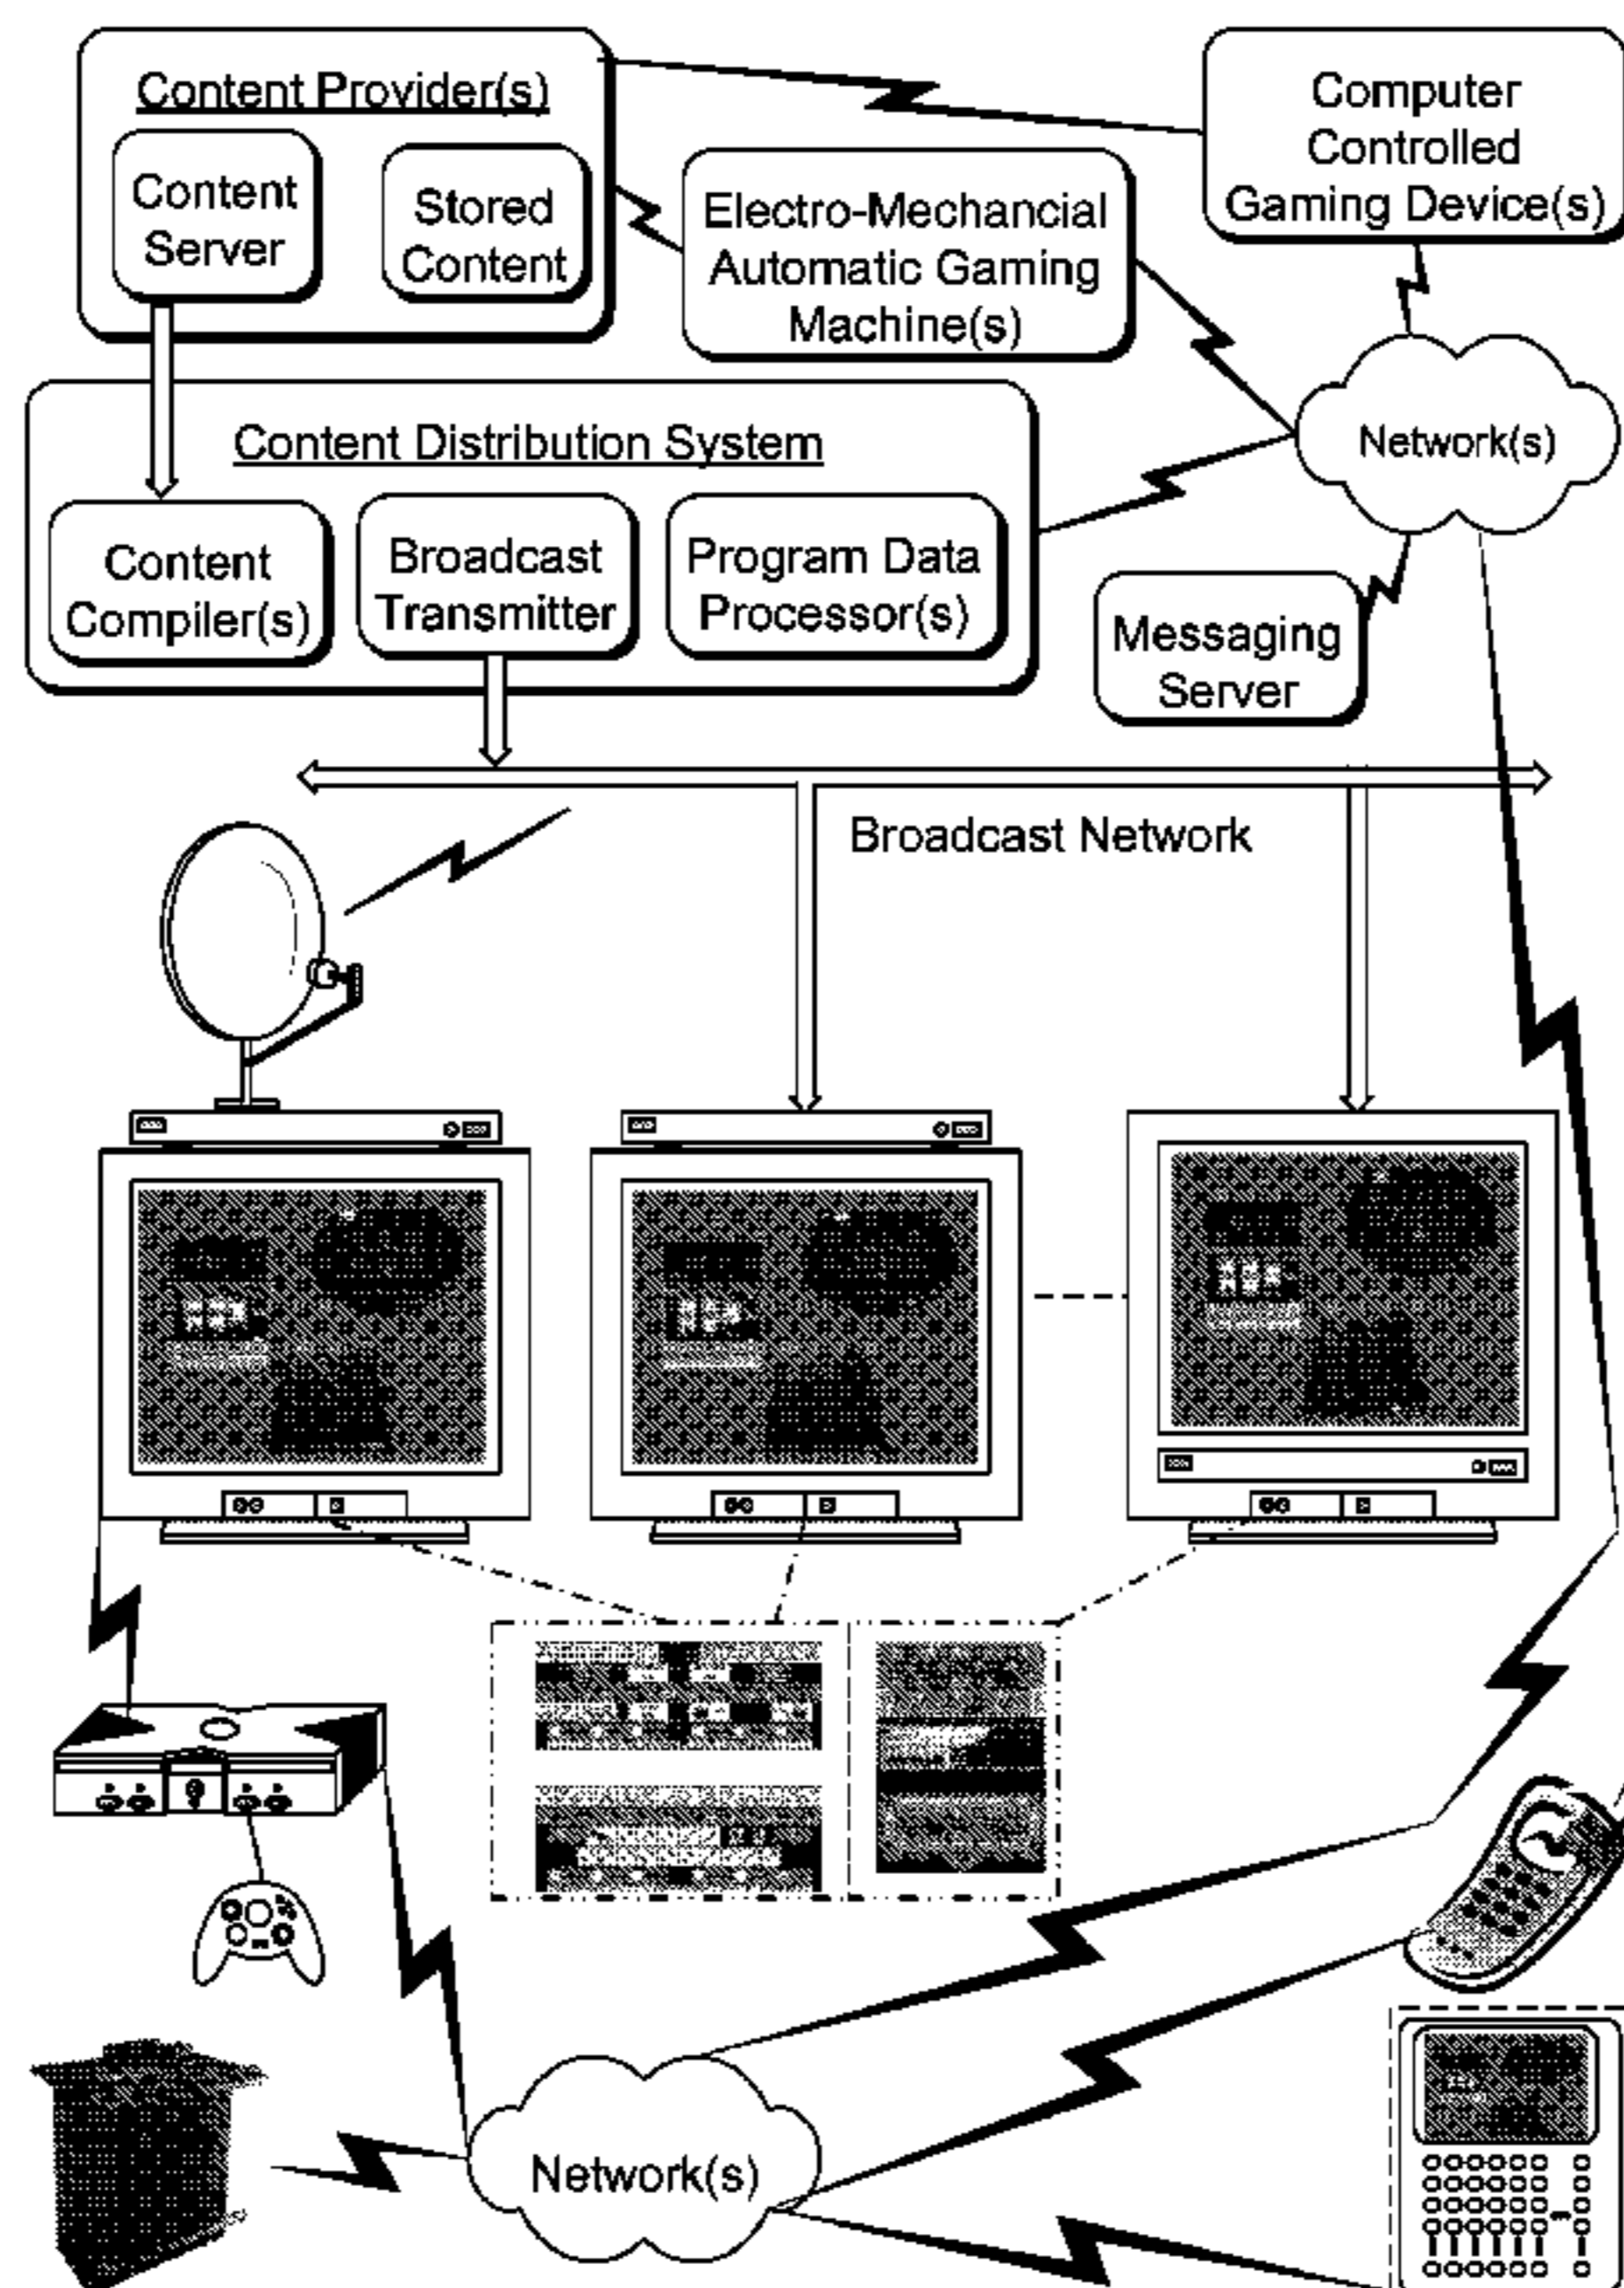 Content Provider(s)
Content
Server
Stored
Content
Electro-Mechancial
Automatic Gaming
Machine(s)
Computer
Controlled
Gaming Device(s)
Network(s)
Content Distribution System
Content
Compiler(s)
Broadcast
Transmitter
Program Data
Processor(s)
Messaging
Server
Broadcast Network
Network(s)